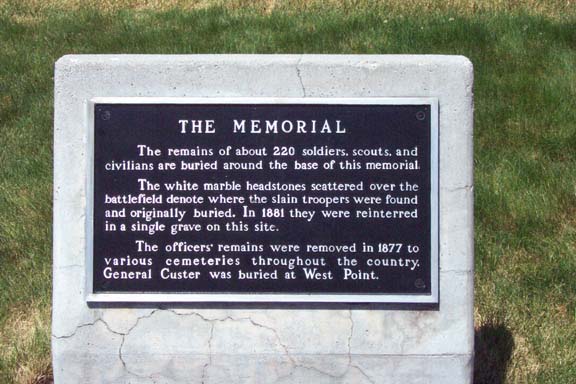 THE MEMORIAL
The remains of about 220 soldiers, scouts, and
civilians are buried around the base of this memorial.
The white marble headstones scattered over the
battlefield denote where the slain troopers were found
and originally buried. In 1881 they were reinterred
in a single grave on this site.
The officers' remains were removed in 1877 to
various cemeteries throughout the country.
General Custer was buried at West Point.